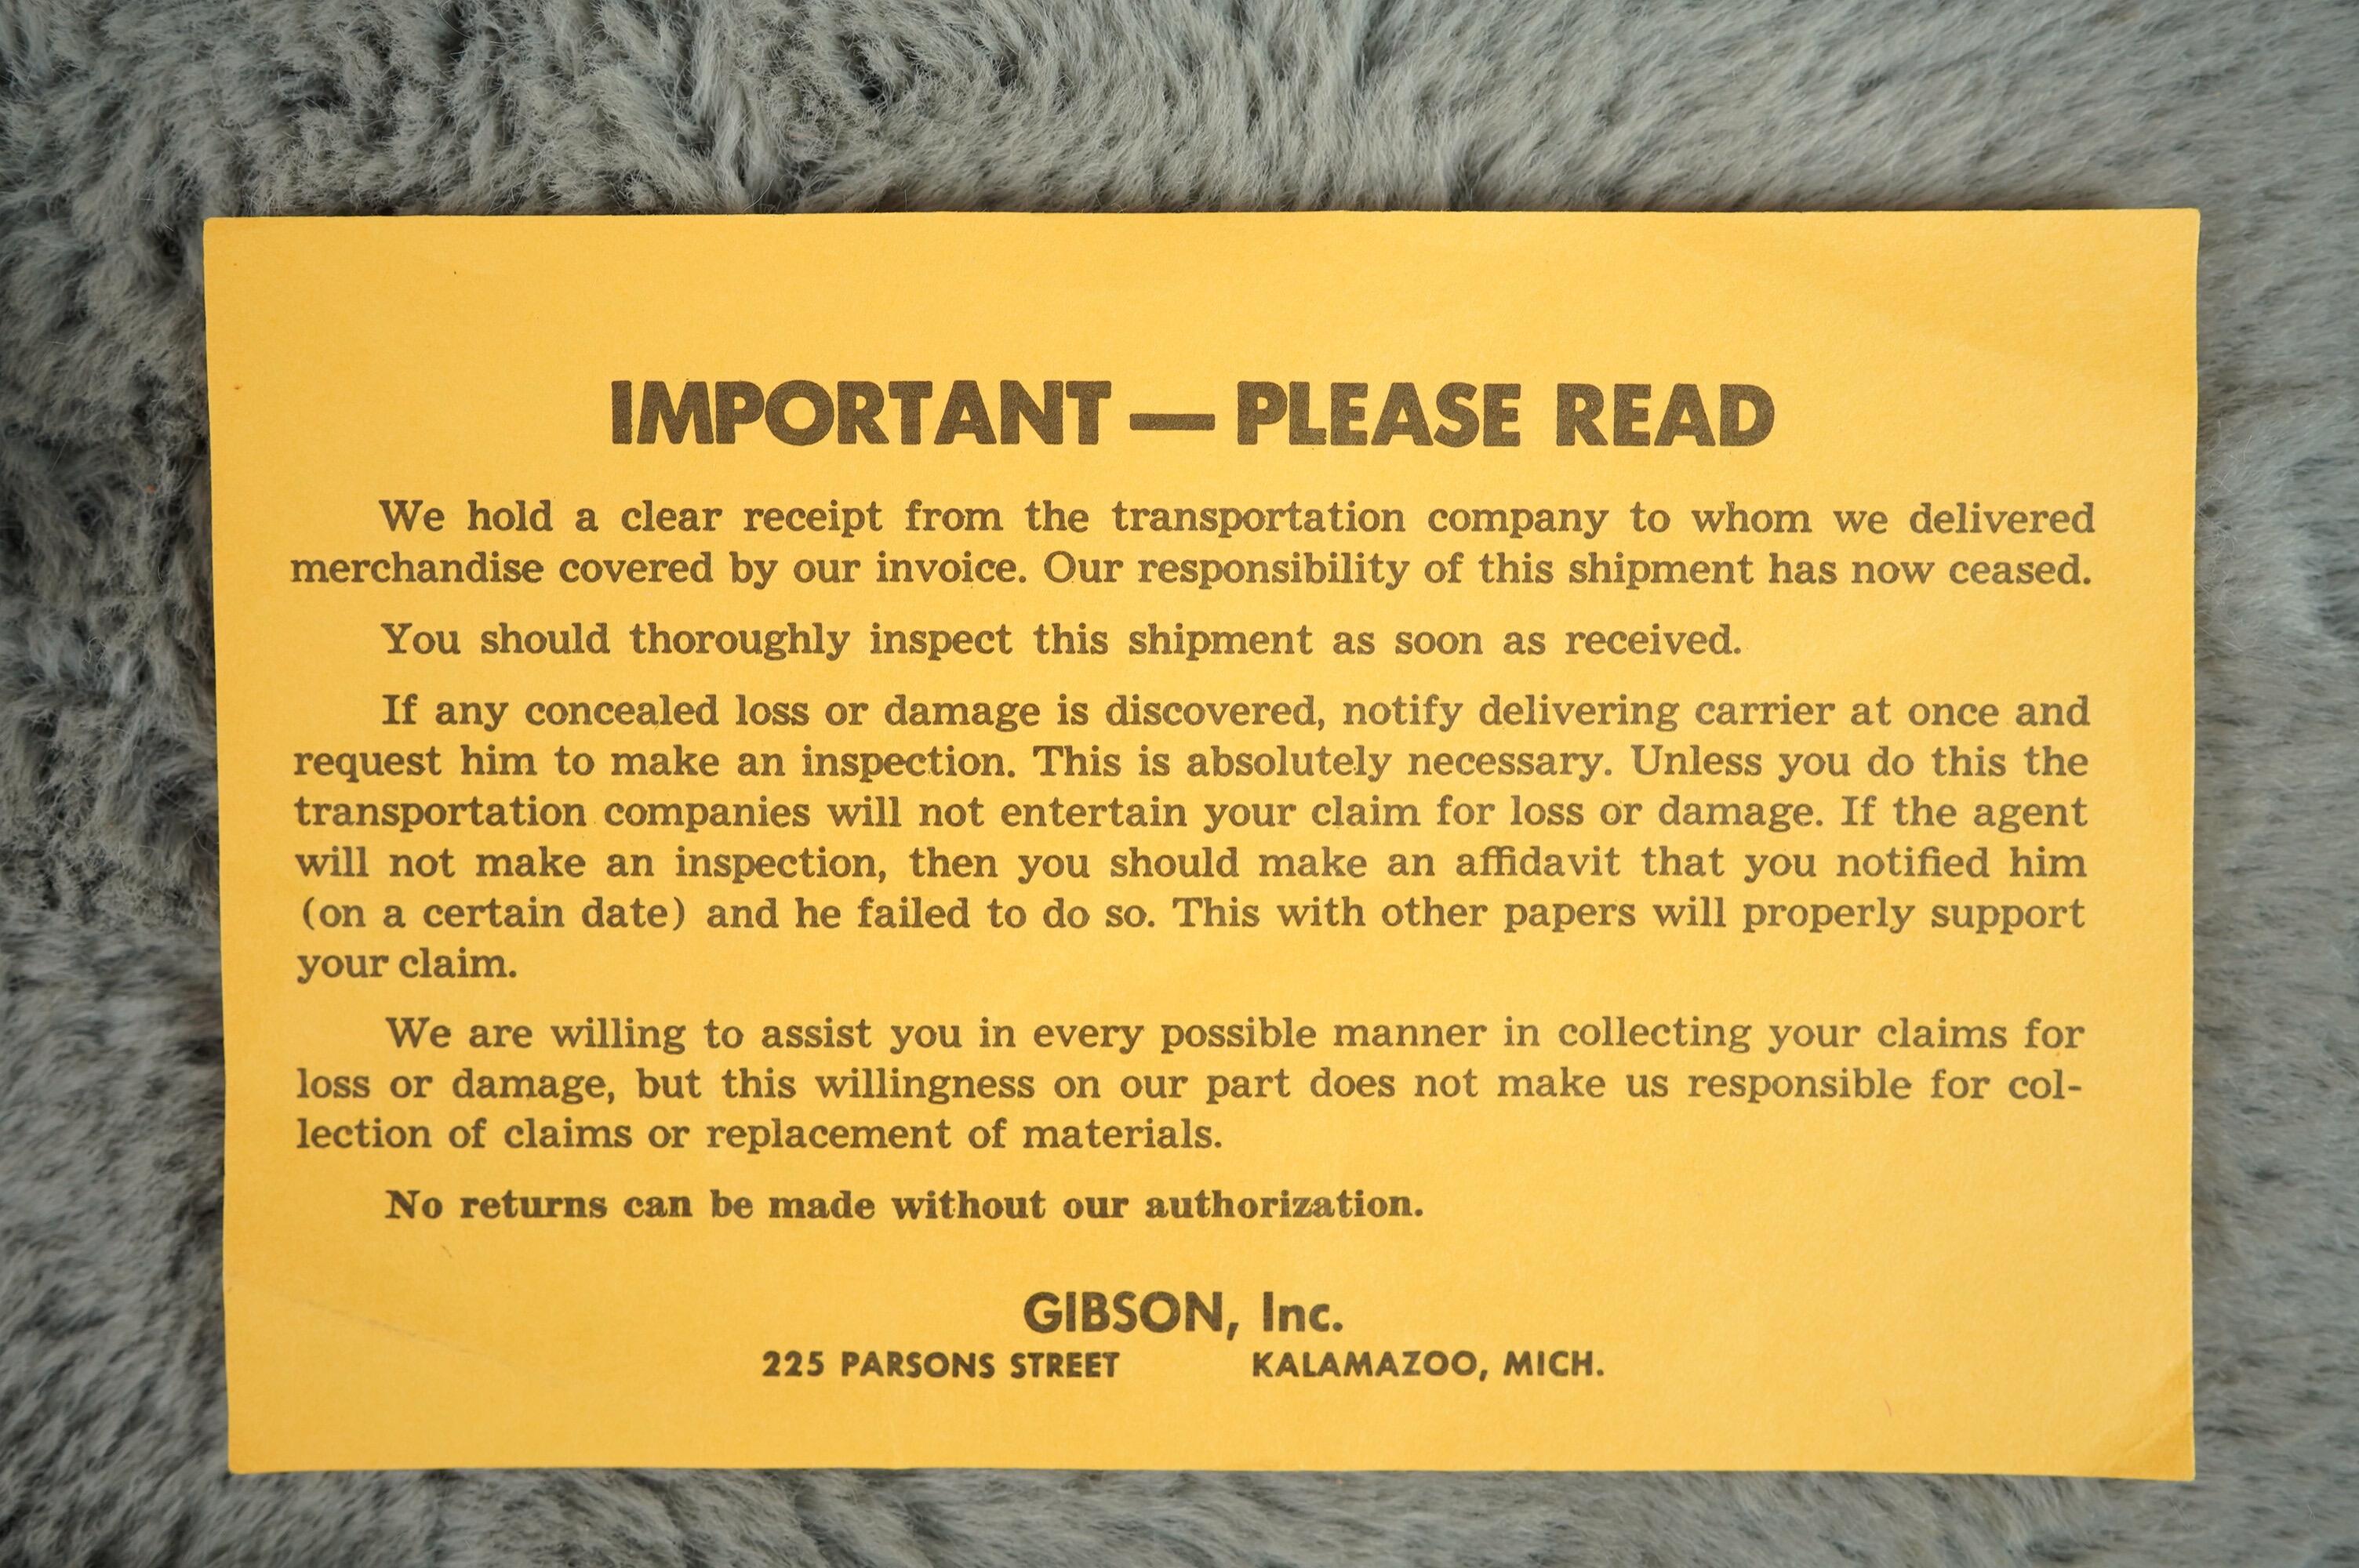 IMPORTANT — PLEASE READ
We hold a clear receipt from the transportation company to whom we delivered
merchandise covered by our invoice. Our responsibility of this shipment has now ceased.
You should thoroughly inspect this shipment as soon as received.
If any concealed loss or damage is discovered, notify delivering carrier at once and
request him to make an inspection. This is absolutely necessary. Unless you do this the
transportation companies will not entertain your claim for loss or damage. If the agent
will not make an inspection, then you should make an affidavit that you notified him
(on a certain date) and he failed to do so. This with other papers will properly support
your claim.
We are willing to assist you in every possible manner in collecting your claims for
loss or damage, but this willingness on our part does not make us responsible for col-
lection of claims or replacement of materials.
No returns can be made without our authorization.
GIBSON, Inc.
225 PARSONS STREET KALAMAZOO, MICH.